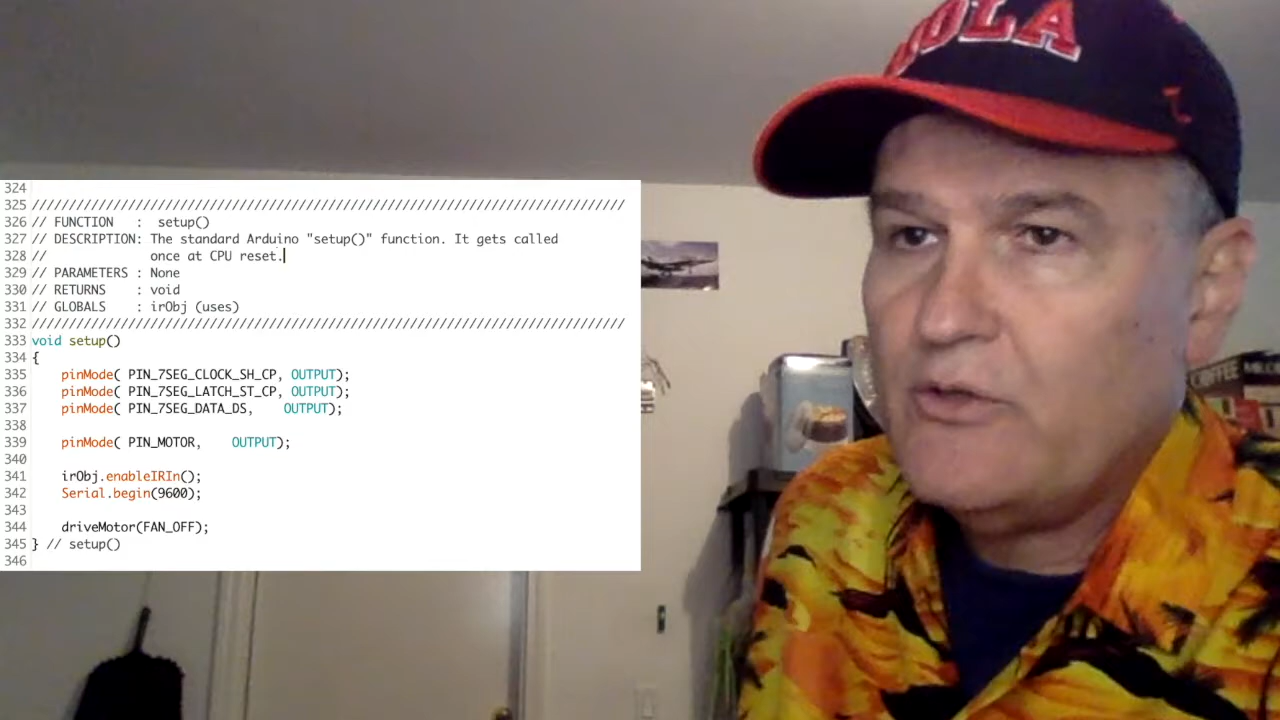 OLA
324
325 ////////////////////////////////////////////////////////////////////////////////
326 // FUNCTION   :  setup()
327 // DESCRIPTION: The standard Arduino "setup()" function. It gets called
328 //              once at CPU reset.
329 // PARAMETERS : None
330 // RETURNS    : void
331 // GLOBALS    : irObj (uses)
332 ////////////////////////////////////////////////////////////////////////////////
333 void setup()
334 {
335     pinMode( PIN_7SEG_CLOCK_SH_CP, OUTPUT);
336     pinMode( PIN_7SEG_LATCH_ST_CP, OUTPUT);
337     pinMode( PIN_7SEG_DATA_DS,    OUTPUT);
338
339     pinMode( PIN_MOTOR,    OUTPUT);
340
341     irObj.enableIRIn();
342     Serial.begin(9600);
343
344     driveMotor(FAN_OFF);
345 } // setup()
346
COFFEE